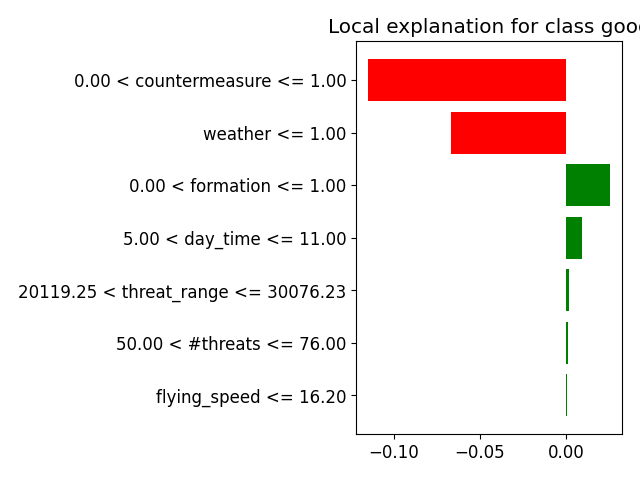 Local explanation for class goo
0.00 < countermeasure <= 1.00
weather <= 1.00
0.00 < formation <= 1.00
5.00 < day_time <= 11.00
20119.25 < threat_range <= 30076.23
50.00 < #threats <= 76.00
flying_speed <= 16.20
−0.10 −0.05 0.00